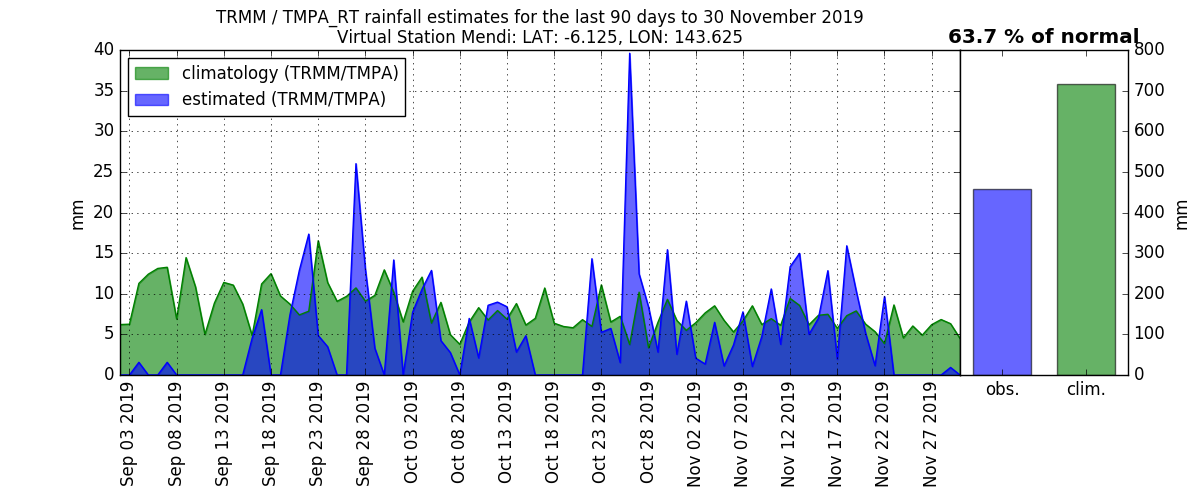 TRMM / TMPA_RT rainfall estimates for the last 90 days to 30 November 2019
Virtual Station Mendi: LAT: -6.125, LON: 143.625
63.7 % of normal
climatology (TRMM/TMPA)
estimated (TRMM/TMPA)
40
35
30
25
20
15
10
5
0
mm
800
700
600
500
400
300
200
100
0
mm
Sep 03 2019
Sep 08 2019
Sep 13 2019
Sep 18 2019
Sep 23 2019
Sep 28 2019
Oct 03 2019
Oct 08 2019
Oct 13 2019
Oct 18 2019
Oct 23 2019
Oct 28 2019
Nov 02 2019
Nov 07 2019
Nov 12 2019
Nov 17 2019
Nov 22 2019
Nov 27 2019
obs.
clim.